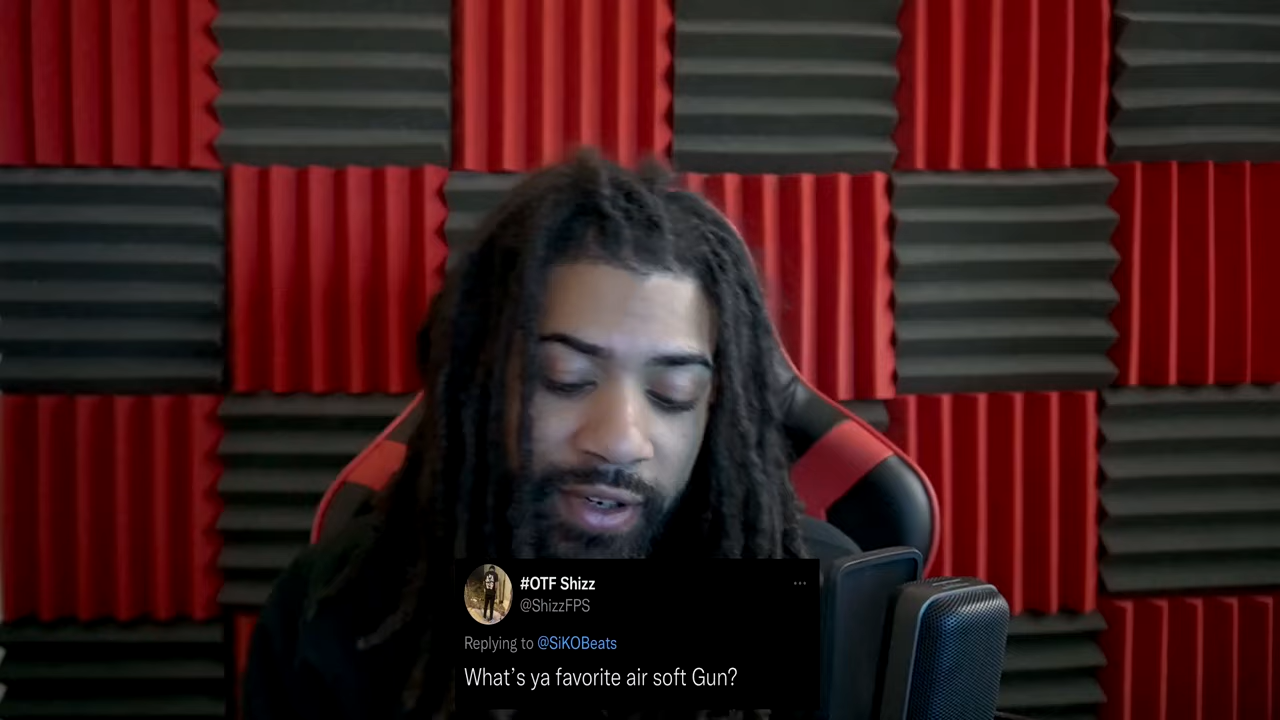 #OTF Shizz
@ShizzFPS
Replying to @SiKOBeats
What's ya favorite air soft Gun?